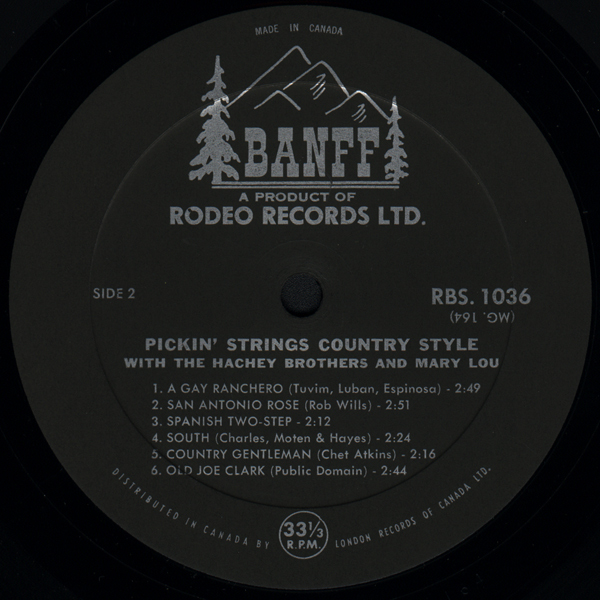 MADE IN CANADA
BANFF
A PRODUCT OF
RODEO RECORDS LTD.
SIDE 2
RBS. 1036
(MG. 164)
PICKIN' STRINGS COUNTRY STYLE
WITH THE HACHEY BROTHERS AND MARY LOU
1. A GAY RANCHERO (Tuvim, Luban, Espinosa) - 2:49
2. SAN ANTONIO ROSE (Rob Wills) - 2:51
3. SPANISH TWO-STEP - 2:12
4. SOUTH (Charles, Moten & Hayes) - 2:24
5. COUNTRY GENTLEMAN (Chet Atkins) - 2:16
6. OLD JOE CLARK (Public Domain) - 2:44
DISTRIBUTED IN CANADA BY LONDON RECORDS OF CANADA LTD.
33 1/3
R.P.M.